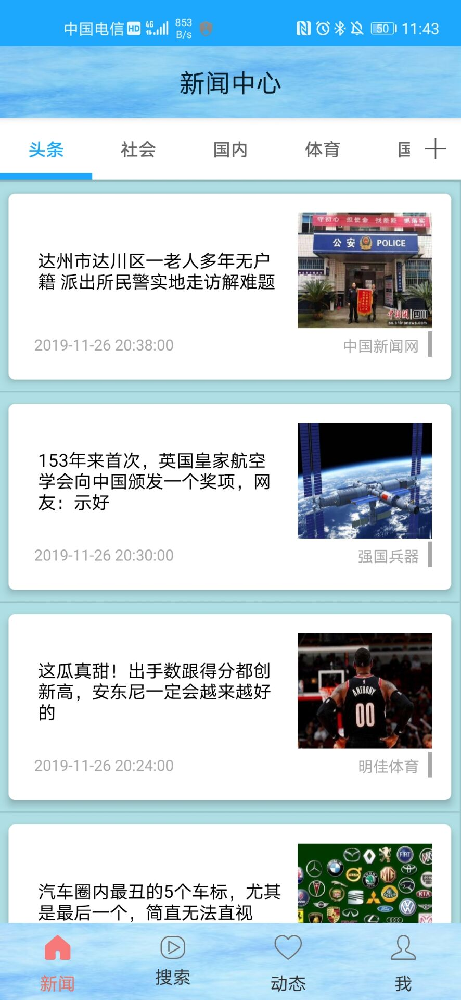 中国电信 HD 4G 853 B/s 50 11:43
新闻中心
头条 社会 国内 体育
守初心 担使命 找差距 抓落实
公安 POLICE
达州市达川区一老人多年无户
籍 派出所民警实地走访解难题
中新网 四川
sc.chinanews.com
2019-11-26 20:38:00 中国新闻网
153年来首次，英国皇家航空
学会向中国颁发一个奖项，网
友：示好
2019-11-26 20:30:00 强国兵器
这瓜真甜！出手数跟得分都创
新高，安东尼一定会越来越好
的
ANTHONY
00
2019-11-26 20:24:00 明佳体育
汽车圈内最丑的5个车标，尤其
是最后一个，简直无法直视
FIAT
SKODA
MG
Jeep
LOTUS
KIA
Ford
新闻 搜索 动态 我